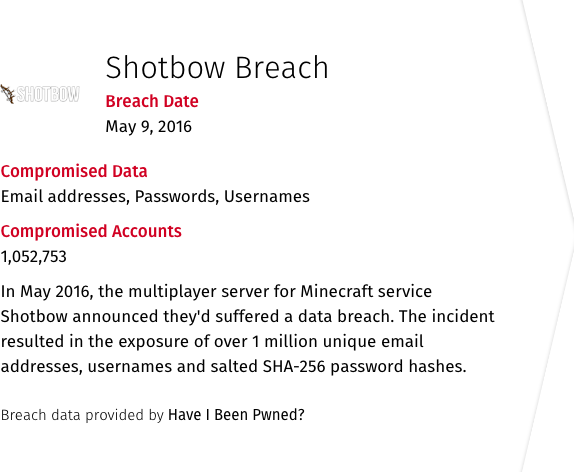 Shotbow Breach
SHOTBOW
Breach Date
May 9, 2016
Compromised Data
Email addresses, Passwords, Usernames
Compromised Accounts
1,052,753
In May 2016, the multiplayer server for Minecraft service
Shotbow announced they'd suffered a data breach. The incident
resulted in the exposure of over 1 million unique email
addresses, usernames and salted SHA-256 password hashes.
Breach data provided by Have I Been Pwned?